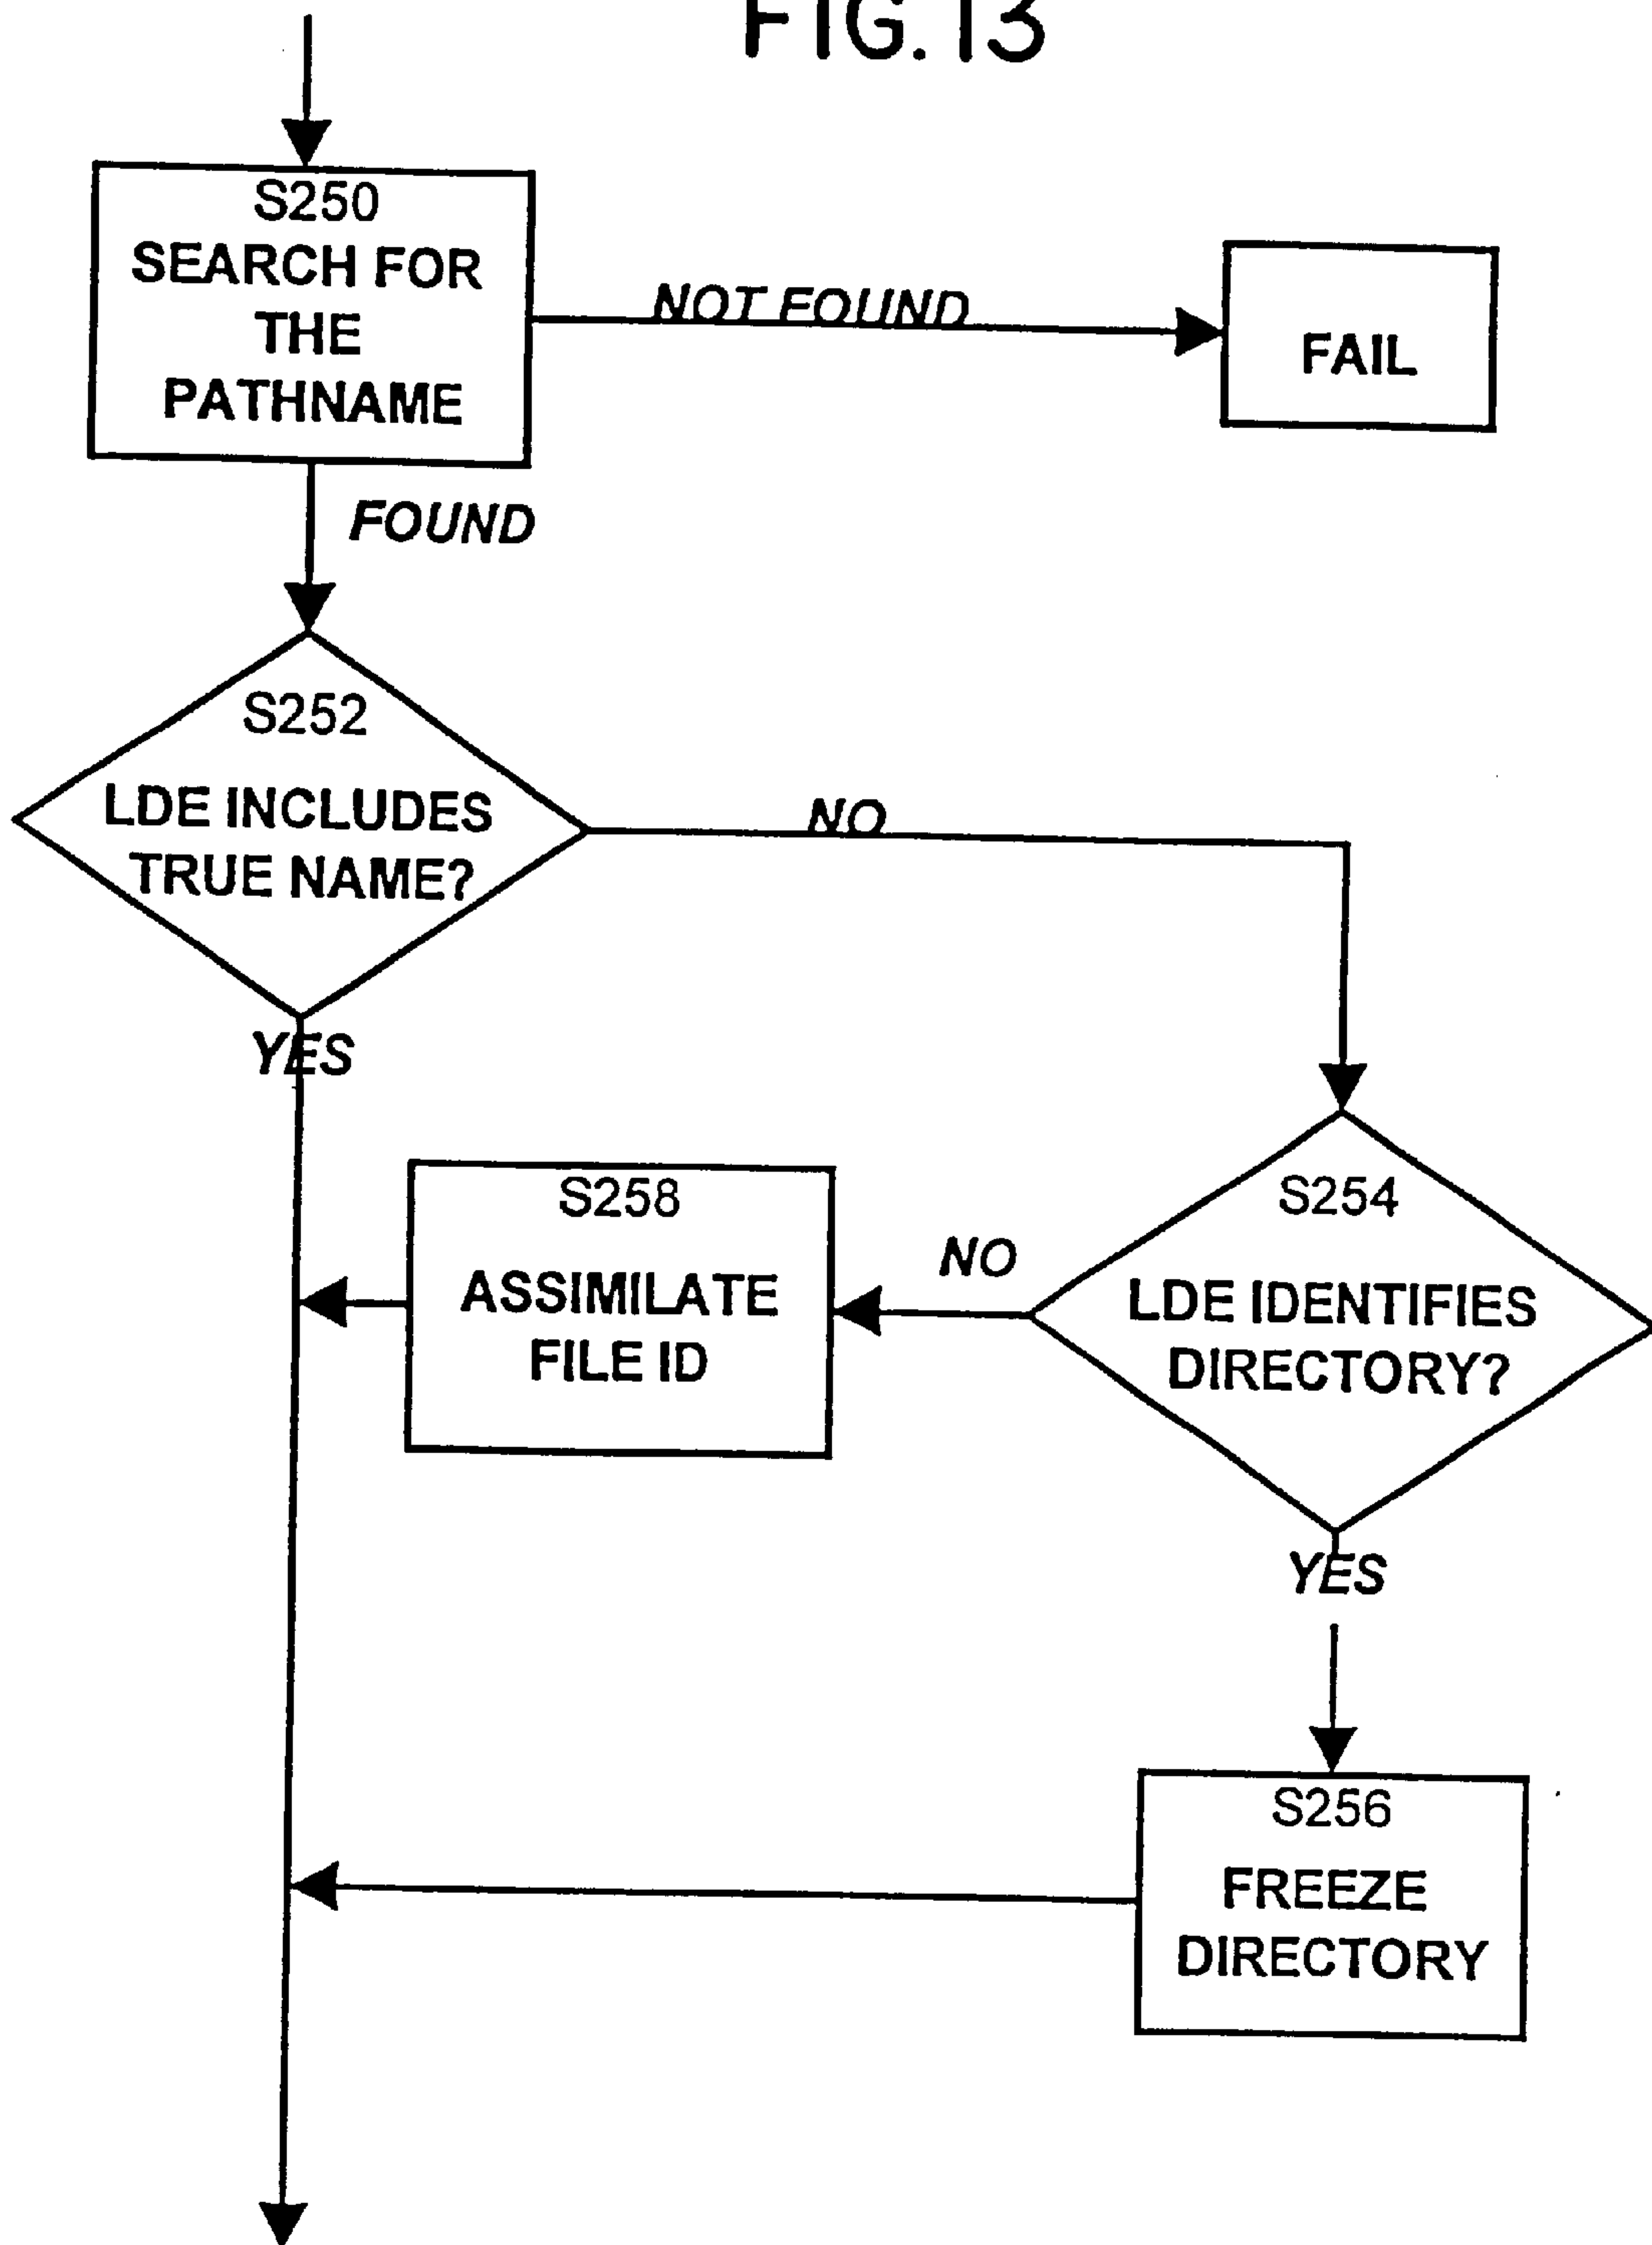 FIG. 13
S250
SEARCH FOR
THE
PATHNAME
NOT FOUND
FAIL
FOUND
S252
LDE INCLUDES
TRUE NAME?
NO
YES
S254
LDE IDENTIFIES
DIRECTORY?
NO
S258
ASSIMILATE
FILE ID
YES
S256
FREEZE
DIRECTORY